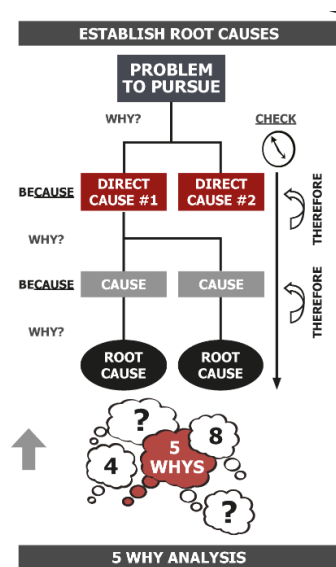 ESTABLISH ROOT CAUSES
PROBLEM
TO PURSUE
WHY?
CHECK
BECAUSE
DIRECT
CAUSE #1
DIRECT
CAUSE #2
THEREFORE
WHY?
BECAUSE
CAUSE
CAUSE
THEREFORE
WHY?
ROOT
CAUSE
ROOT
CAUSE
?
8
5
WHYS
4
?
5 WHY ANALYSIS